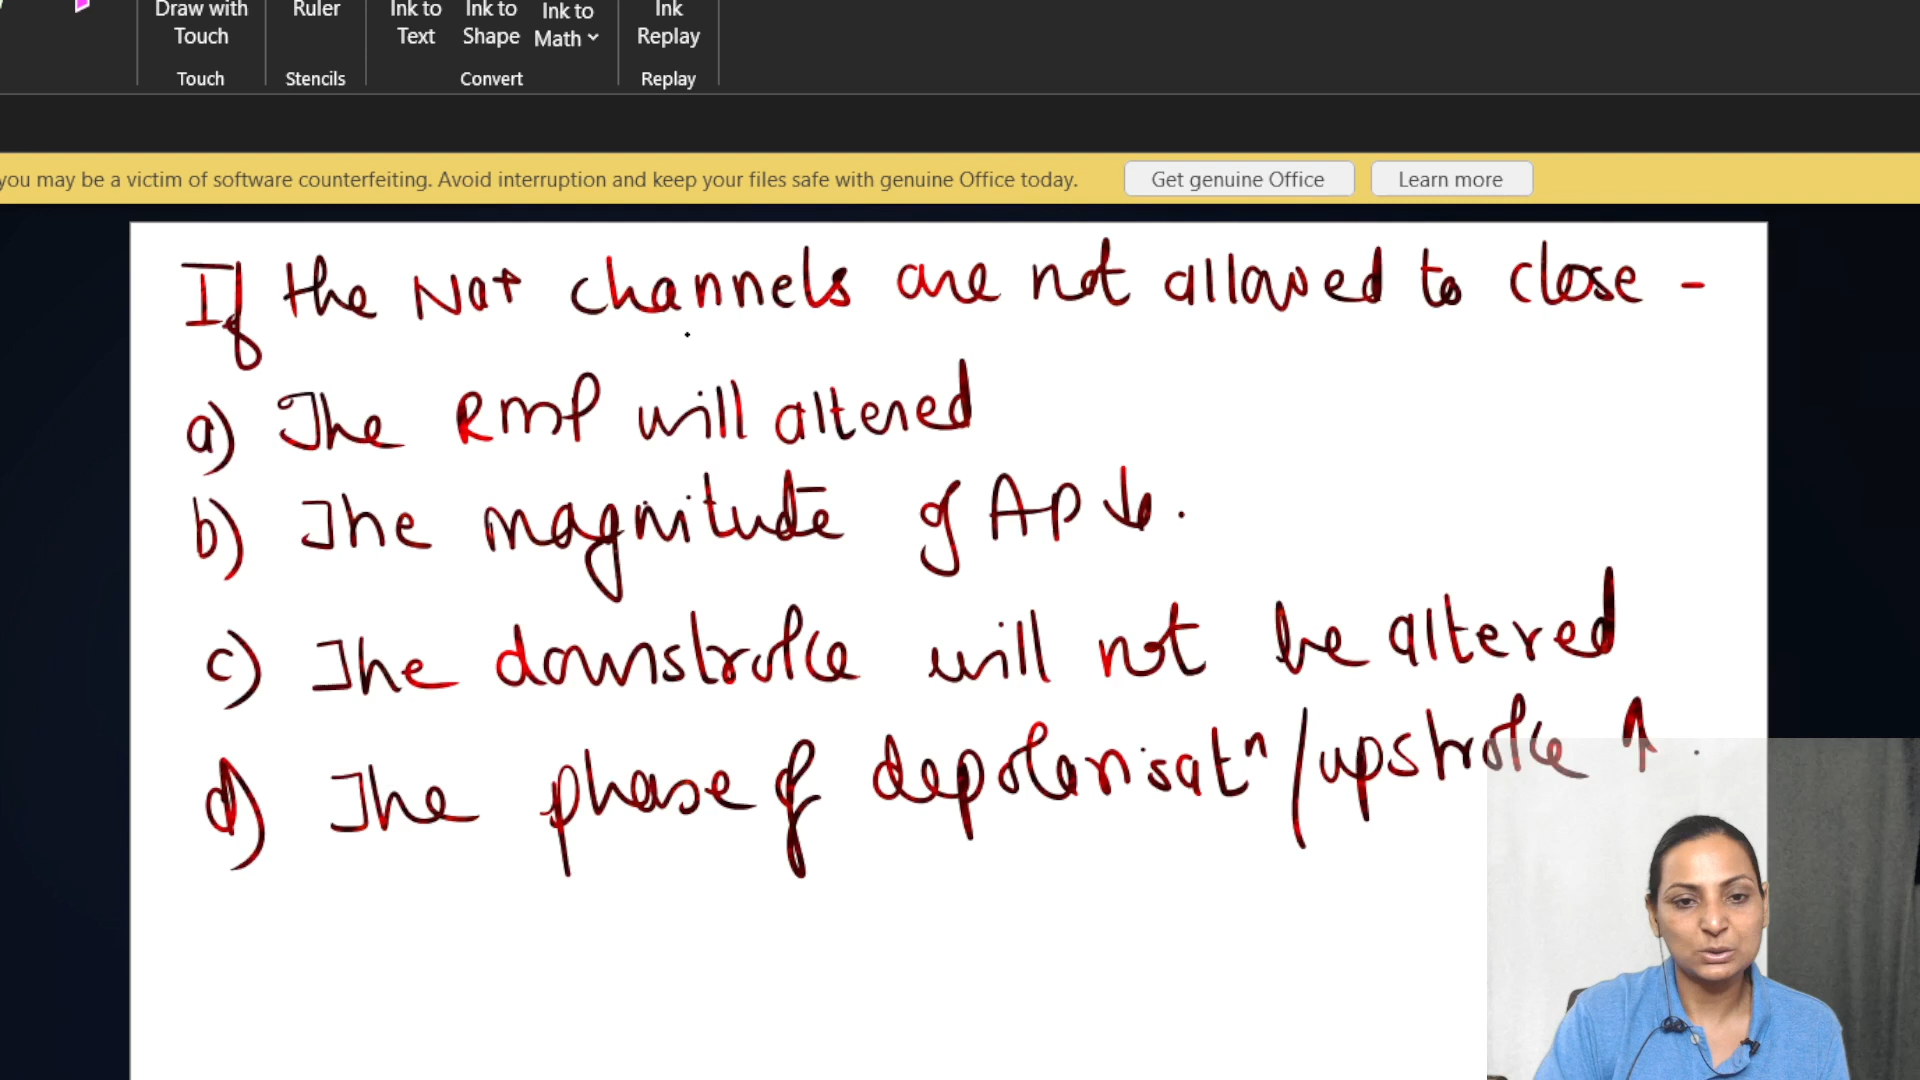 Draw with Touch
Ruler
Ink to Text
Ink to Shape
Ink to Math
Ink Replay
Touch
Stencils
Convert
Replay
you may be a victim of software counterfeiting. Avoid interruption and keep your files safe with genuine Office today.
Get genuine Office
Learn more
If the Na+ channels are not allowed to close -
a) The RMP will altered
b) The magnitude of AP ↓.
c) The downstroke will not be altered
d) The phase of depolarisatⁿ/upstroke ↑.